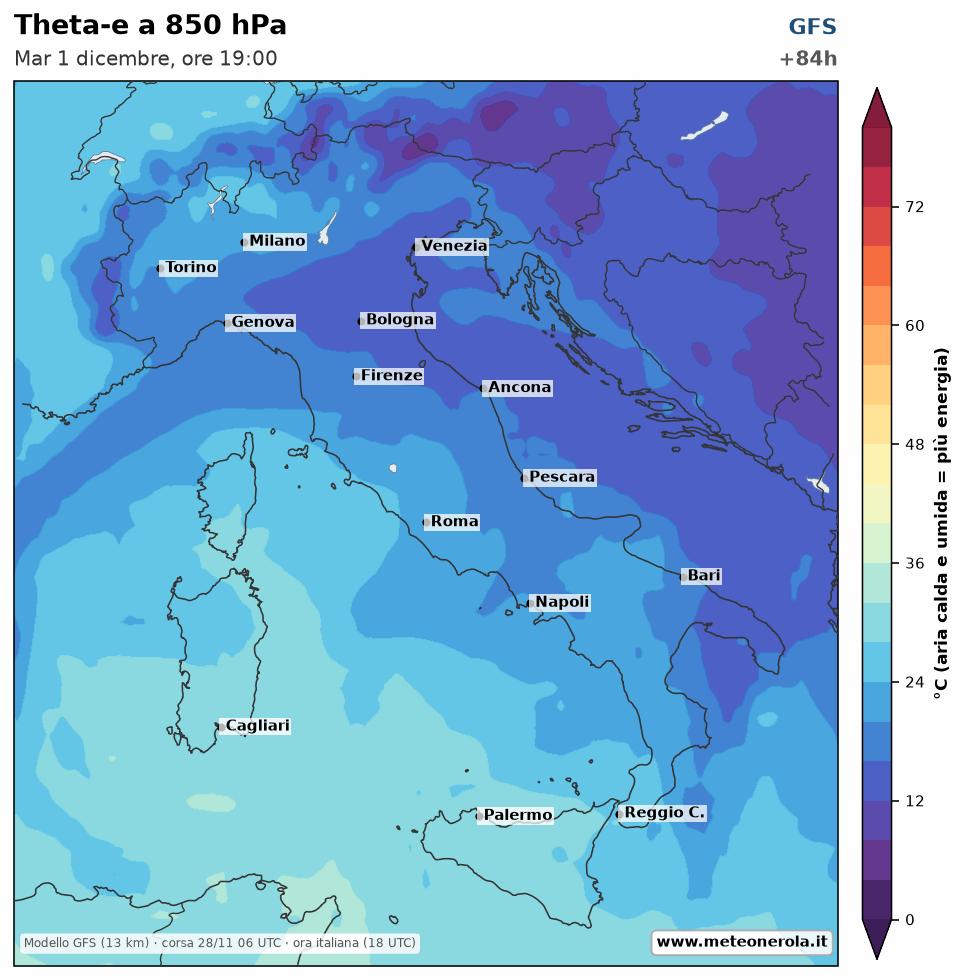 Theta-e a 850 hPa
GFS
Mar 1 dicembre, ore 19:00
+84h
Milano
Venezia
Torino
Genova
Bologna
Firenze
Ancona
Pescara
Roma
Bari
Napoli
Cagliari
Palermo
Reggio C.
72
60
48
36
24
12
0
°C (aria calda e umida = più energia)
Modello GFS (13 km) · corsa 28/11 06 UTC · ora italiana (18 UTC)
www.meteonerola.it